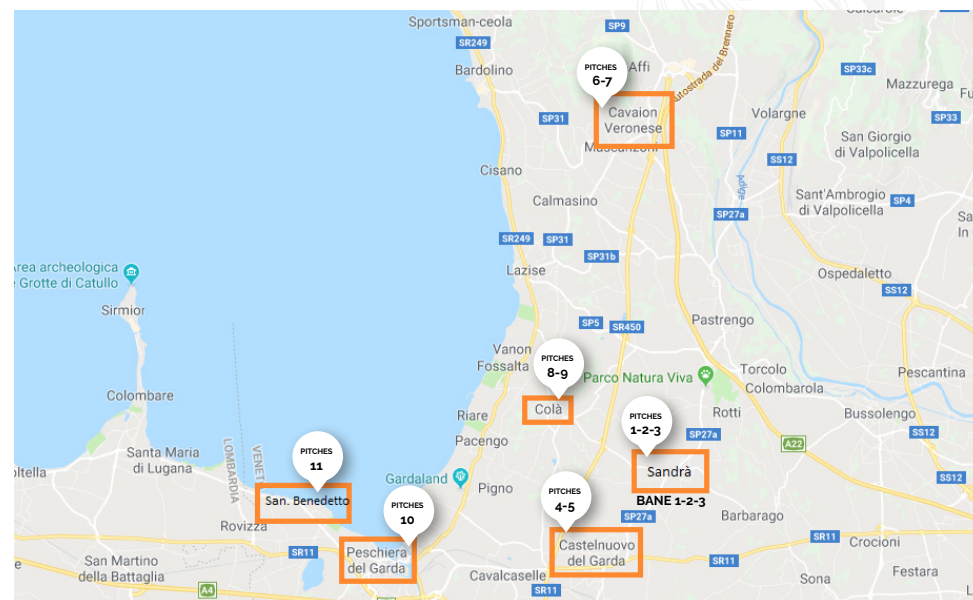 Sportsman-ceola
SP9
SR249
Bardolino
PITCHES
6-7
Affi
Autostrada del Brennero
SP33c
Mazzurega
Cavaion
Veronese
SP31
SP11
Volargne
SP33
San Giorgio
di Valpolicella
SS12
Cisano
Calmasino
Sant'Ambrogio
di Valpolicella
SP4
SP27a
SR249
SP31
SP31b
Lazise
Ospedaletto
SS12
Grotte di Catullo
Sirmior
SP5
SR450
Pastrengo
Vanon
Fossalta
PITCHES
8-9
Parco Natura Viva
Torcolo
Colombarola
Pescantina
Colombare
Colà
Riare
PITCHES
1-2-3
Rotti
Bussolengo
SP27a
A22
SS12
Pacengo
Santa Maria
di Lugana
LOMBARDIA
PITCHES
11
Gardaland
Pigno
Sandrà
SS12
San. Benedetto
PITCHES
10
PITCHES
4-5
BANE 1-2-3
SP27a
Barbarago
Rovizza
SR11
Peschiera
del Garda
Castelnuovo
del Garda
SR11
Crocioni
SR11
San Martino
della Battaglia
Cavalcaselle
Sona
Festara
A4
SR11